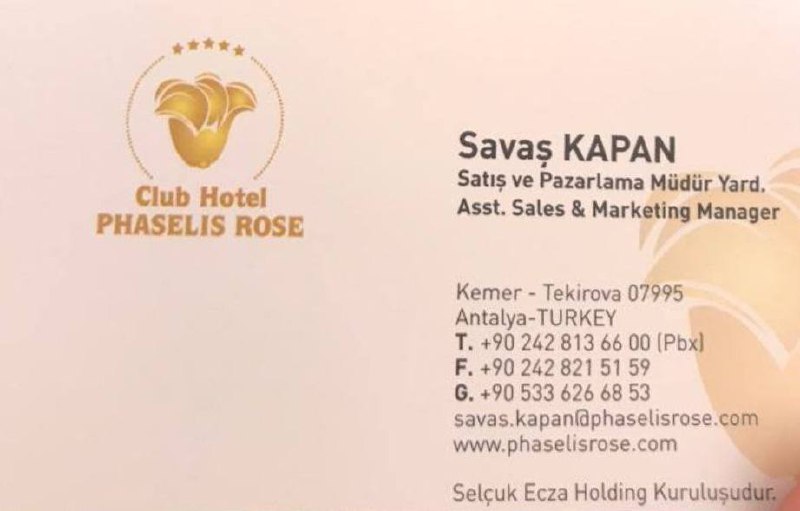 Club Hotel
PHASELIS ROSE
Savaş KAPAN
Satış ve Pazarlama Müdür Yard.
Asst. Sales & Marketing Manager
Kemer - Tekirova 07995
Antalya-TURKEY
T. +90 242 813 66 00 (Pbx)
F. +90 242 821 51 59
G. +90 533 626 68 53
savas.kapan@phaselisrose.com
www.phaselisrose.com
Selçuk Ecza Holding Kuruluşudur.